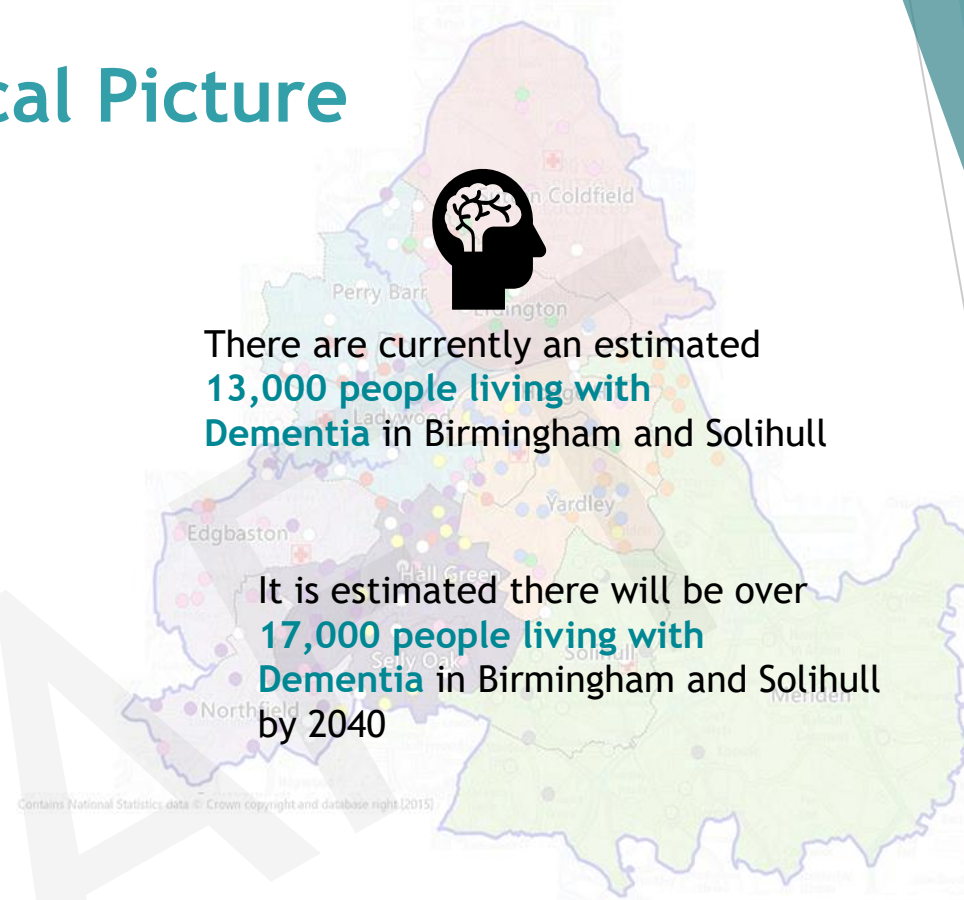 cal Picture
n Coldfield
Perry Barr
ington
There are currently an estimated
13,000 people living with
Ladywood
Dementia in Birmingham and Solihull
Yardley
Edgbaston
Hall Green
It is estimated there will be over
17,000 people living with
Selly Oak
Solihull
Dementia in Birmingham and Solihull
Meriden
Northfield
by 2040
Contains National Statistics data © Crown copyright and database right (2015)